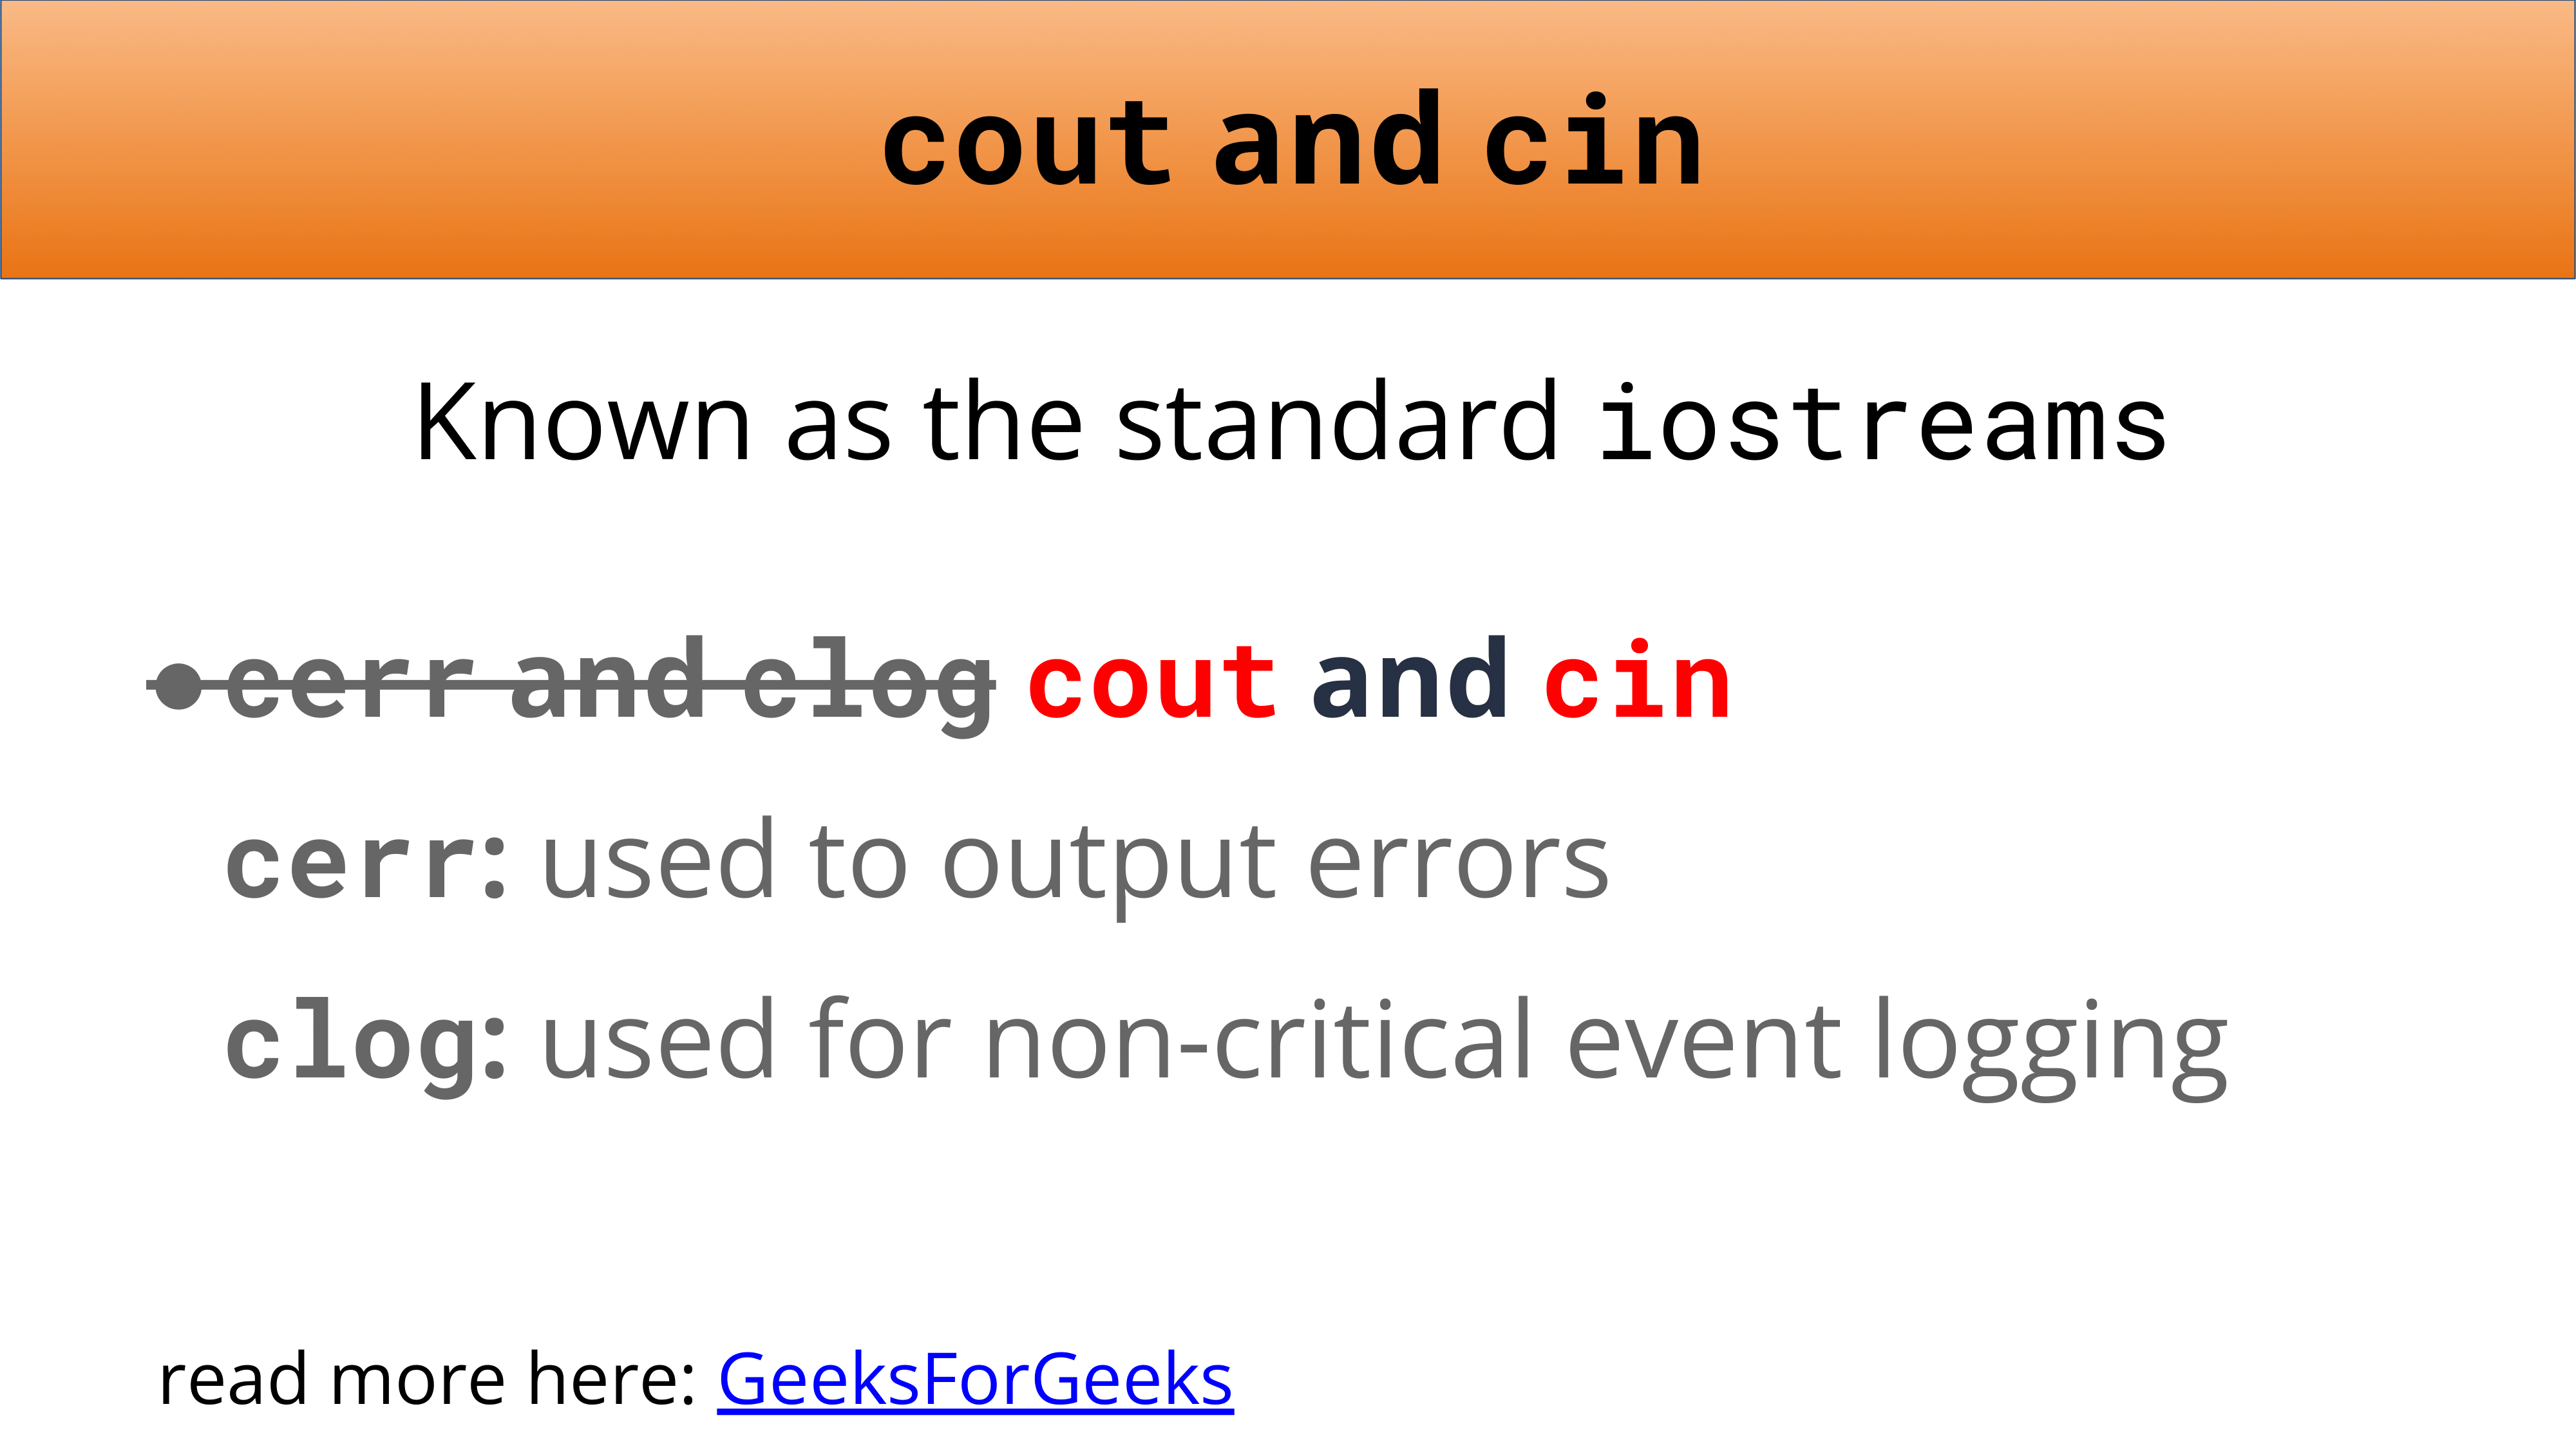 cout and cin
Known as the standard iostreams
• cerr and clog cout and cin
cerr: used to output errors
clog: used for non-critical event logging
read more here: GeeksForGeeks